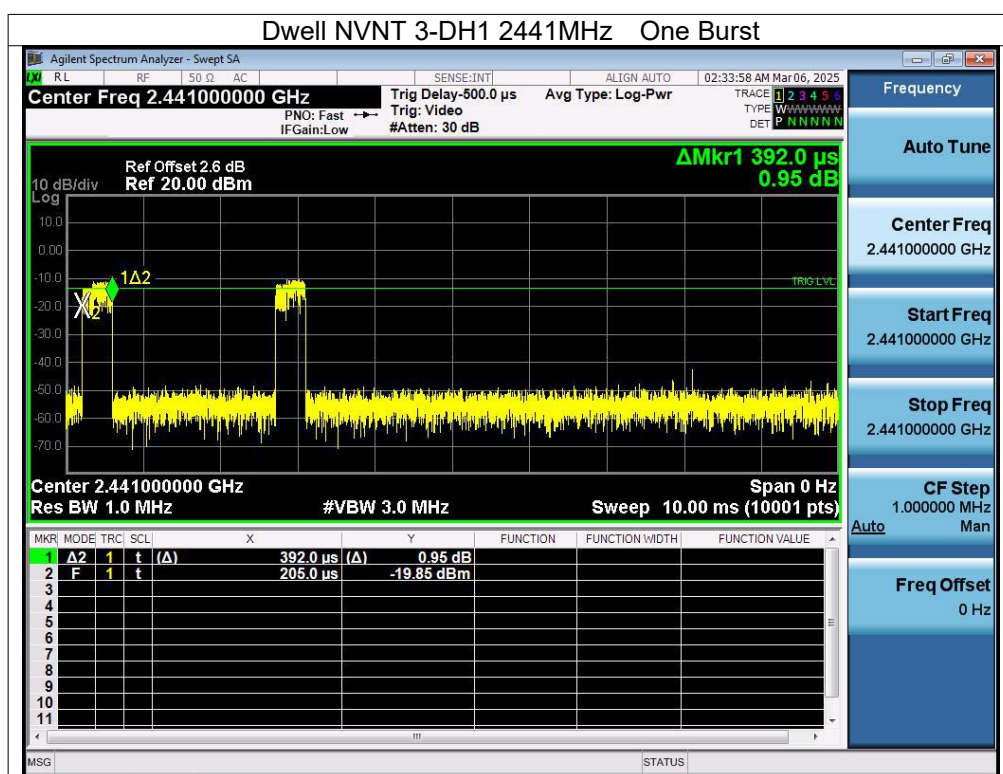 Dwell NVNT 3-DH1 2441MHz One Burst
Agilent Spectrum Analyzer - Swept SA
LXI RL RF 50 Ω AC SENSE:INT ALIGN AUTO 02:33:58 AM Mar 06, 2025
Center Freq 2.441000000 GHz
PNO: Fast
IFGain:Low
Trig Delay-500.0 µs
Trig: Video
#Atten: 30 dB
Avg Type: Log-Pwr
TRACE 1 2 3 4 5 6
TYPE WWWWWWW
DET P N N N N N
ΔMkr1 392.0 µs
0.95 dB
Ref Offset 2.6 dB
10 dB/div Ref 20.00 dBm
Log
10.0
0.00
-10.0
-20.0
-30.0
-40.0
-50.0
-60.0
-70.0
1Δ2
X2
TRIG LVL
Center 2.441000000 GHz Span 0 Hz
Res BW 1.0 MHz #VBW 3.0 MHz Sweep 10.00 ms (10001 pts)
MKR MODE TRC SCL X Y FUNCTION FUNCTION WIDTH FUNCTION VALUE
1 Δ2 1 t (Δ) 392.0 µs (Δ) 0.95 dB
2 F 1 t 205.0 µs -19.85 dBm
3
4
5
6
7
8
9
10
11
MSG STATUS
Frequency
Auto Tune
Center Freq
2.441000000 GHz
Start Freq
2.441000000 GHz
Stop Freq
2.441000000 GHz
CF Step
1.000000 MHz
Auto Man
Freq Offset
0 Hz